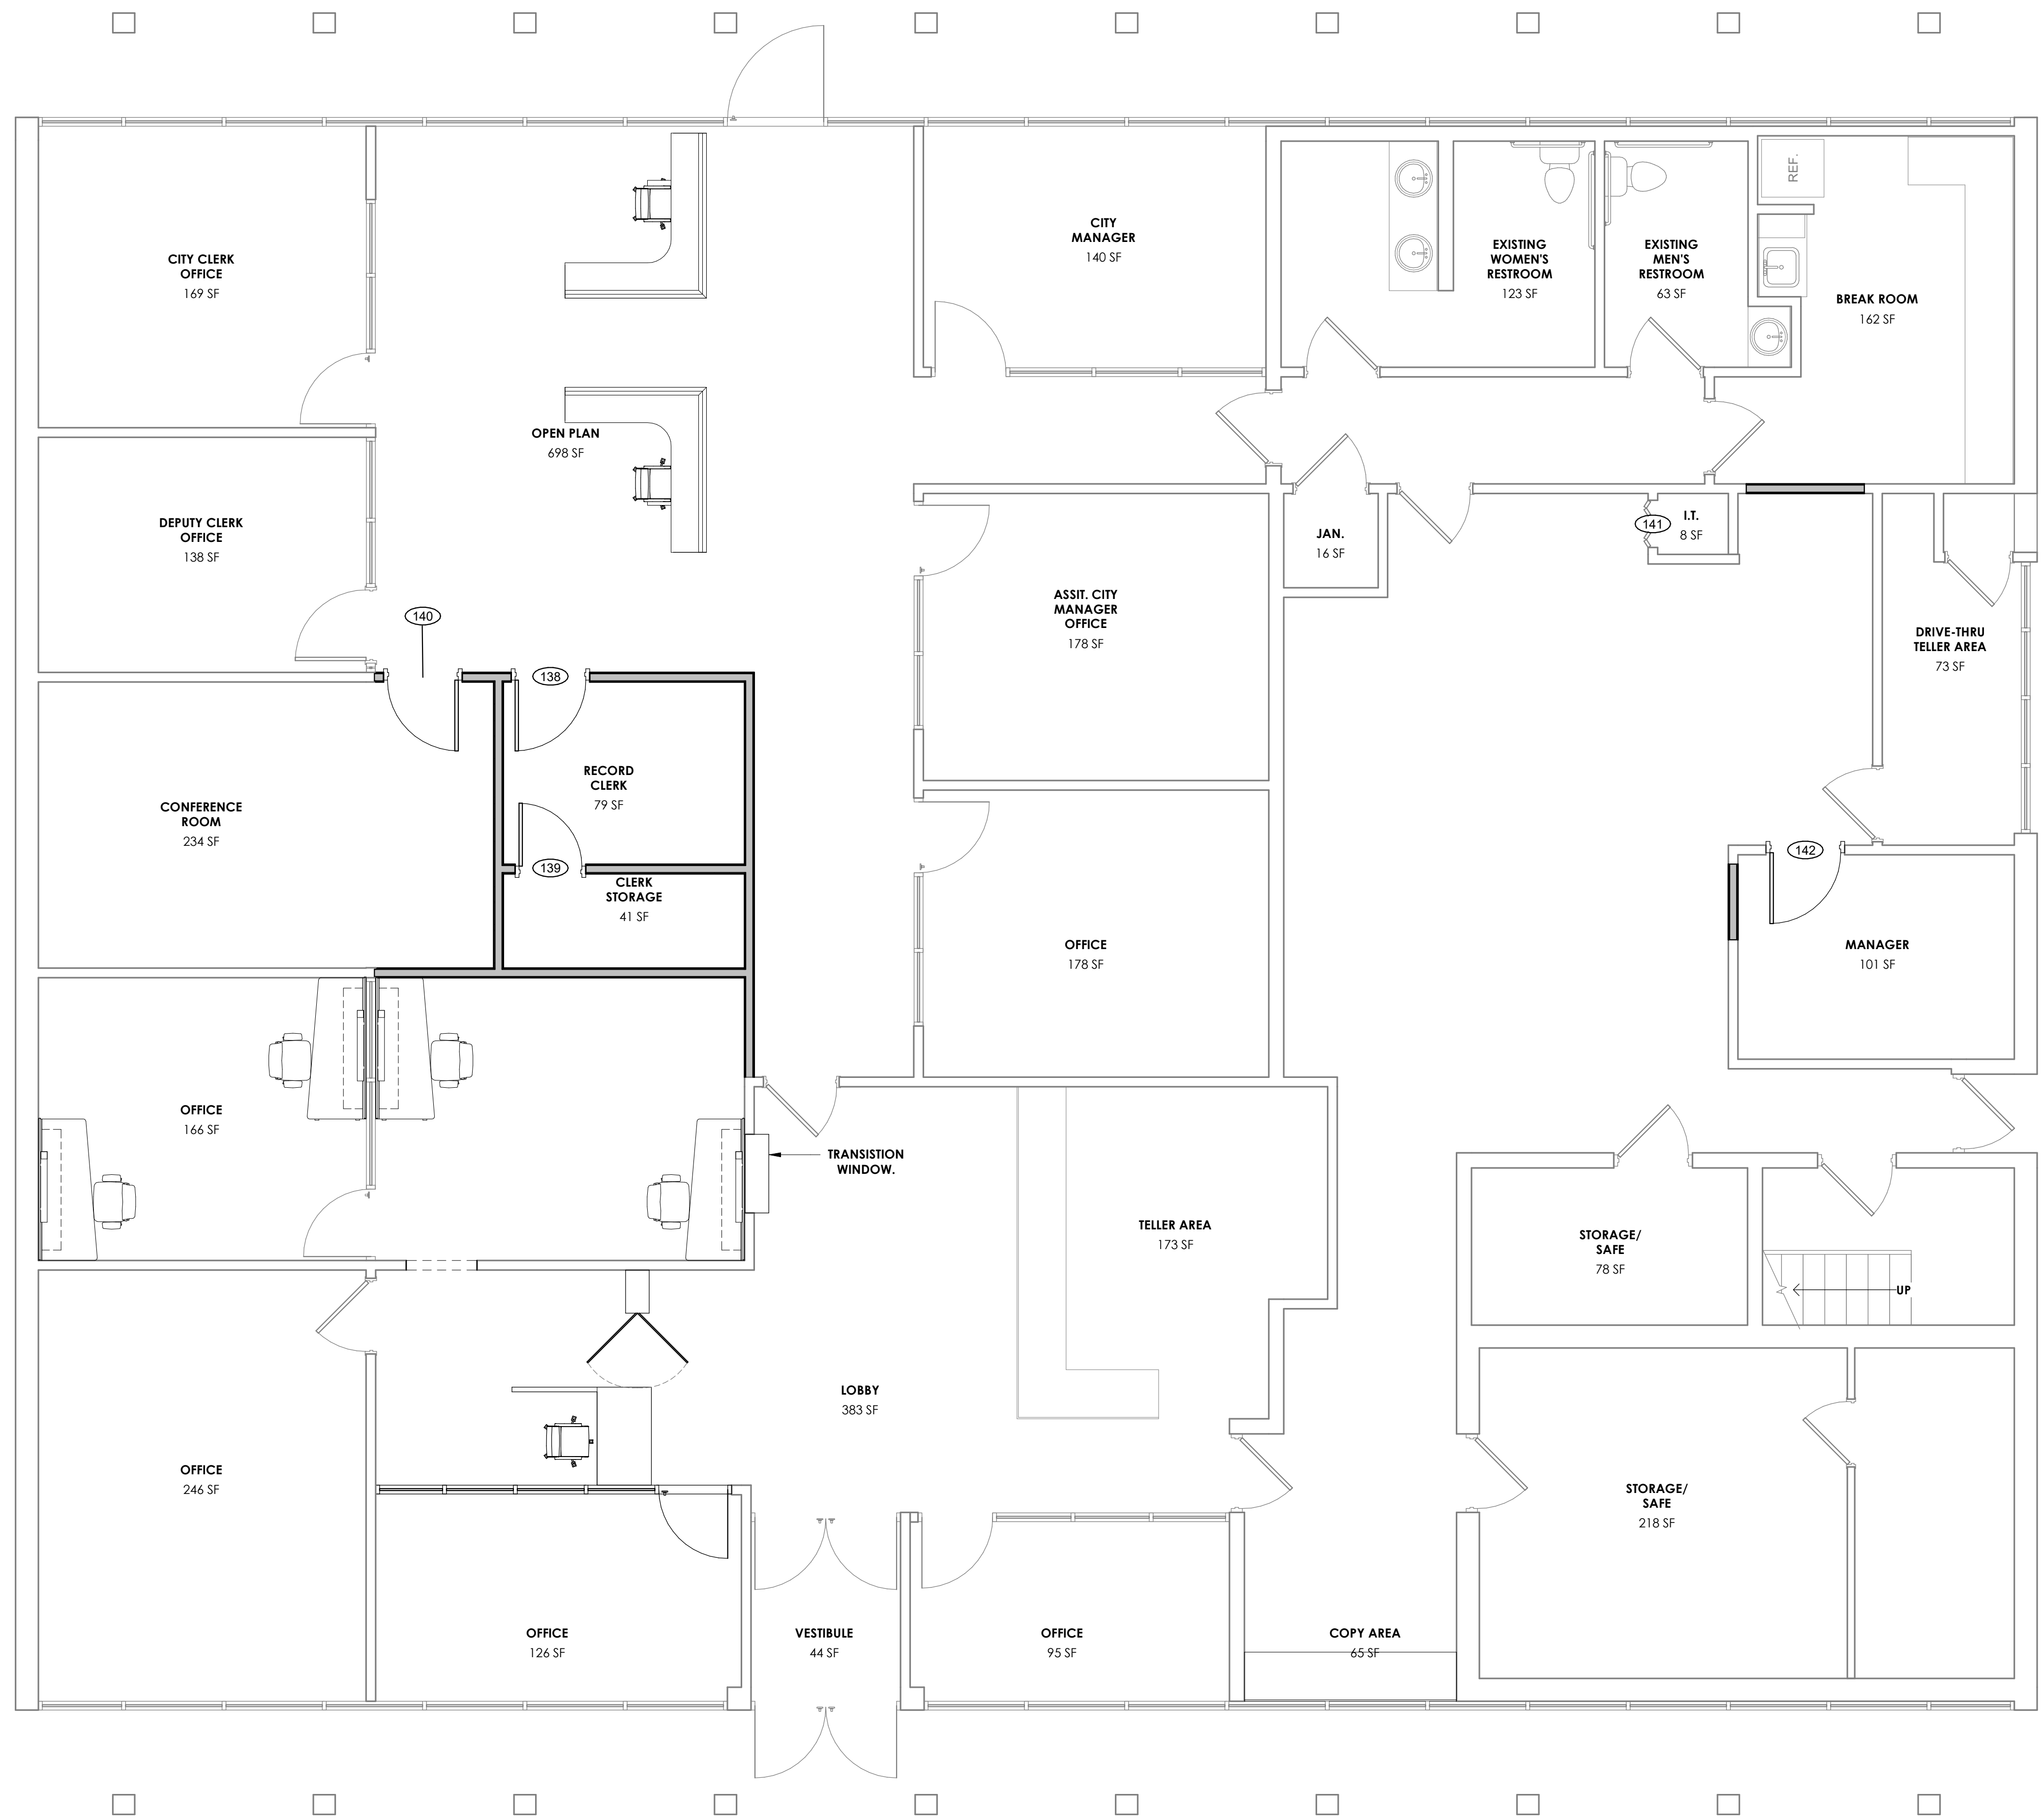 CITY CLERK
OFFICE
169 SF
CITY
MANAGER
140 SF
EXISTING
WOMEN'S
RESTROOM
123 SF
EXISTING
MEN'S
RESTROOM
63 SF
REF.
BREAK ROOM
162 SF
OPEN PLAN
698 SF
DEPUTY CLERK
OFFICE
138 SF
JAN.
16 SF
141
I.T.
8 SF
140
ASSIT. CITY
MANAGER
OFFICE
178 SF
DRIVE-THRU
TELLER AREA
73 SF
138
RECORD
CLERK
79 SF
CONFERENCE
ROOM
234 SF
139
CLERK
STORAGE
41 SF
142
OFFICE
178 SF
MANAGER
101 SF
OFFICE
166 SF
TRANSISTION
WINDOW.
TELLER AREA
173 SF
STORAGE/
SAFE
78 SF
UP
LOBBY
383 SF
OFFICE
246 SF
STORAGE/
SAFE
218 SF
OFFICE
126 SF
VESTIBULE
44 SF
OFFICE
95 SF
COPY AREA
65 SF